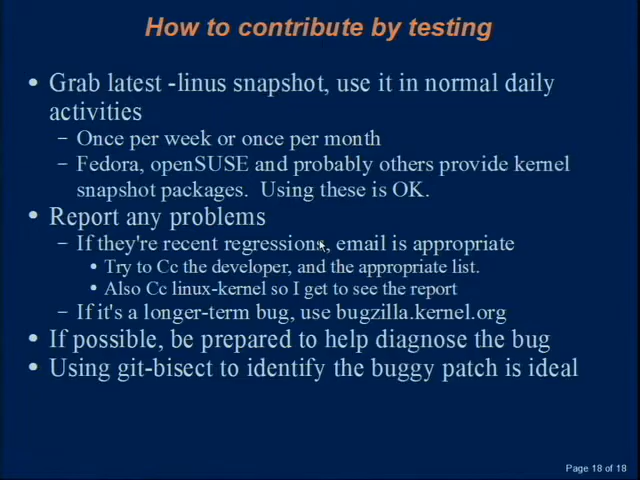 How to contribute by testing
• Grab latest -linus snapshot, use it in normal daily
activities
– Once per week or once per month
– Fedora, openSUSE and probably others provide kernel
snapshot packages.  Using these is OK.
• Report any problems
– If they're recent regressions, email is appropriate
• Try to Cc the developer, and the appropriate list.
• Also Cc linux-kernel so I get to see the report
– If it's a longer-term bug, use bugzilla.kernel.org
• If possible, be prepared to help diagnose the bug
• Using git-bisect to identify the buggy patch is ideal
Page 18 of 18